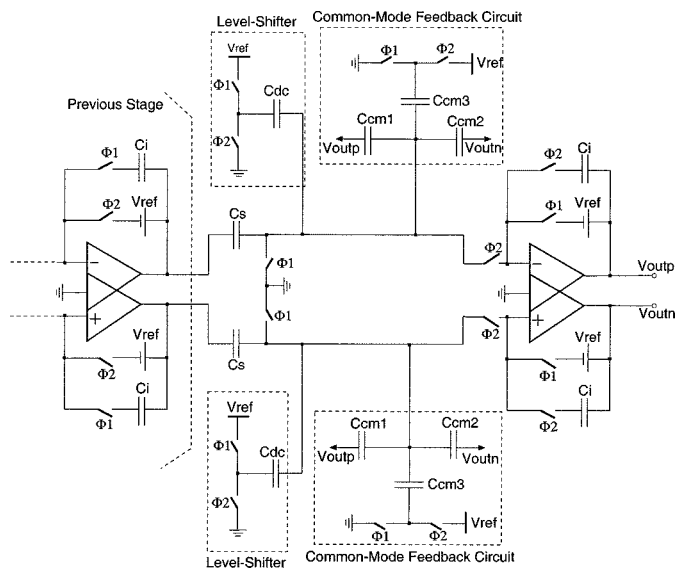 Level-Shifter
Common-Mode Feedback Circuit
Vref
Φ1
Φ2
Vref
Φ1
Cdc
Ccm3
Previous Stage
Φ2
Ccm1
Ccm2
Voutp
Voutn
Φ1
Ci
Φ2
Ci
Φ2
Vref
Φ1
Vref
Cs
Φ2
Φ1
Voutp
Φ1
Voutn
Vref
Φ2
Cs
Φ2
Φ1
Vref
Φ1
Ci
Φ2
Ci
Vref
Φ1
Cdc
Φ2
Ccm1
Ccm2
Voutp
Voutn
Ccm3
Φ1
Φ2
Vref
Level-Shifter
Common-Mode Feedback Circuit